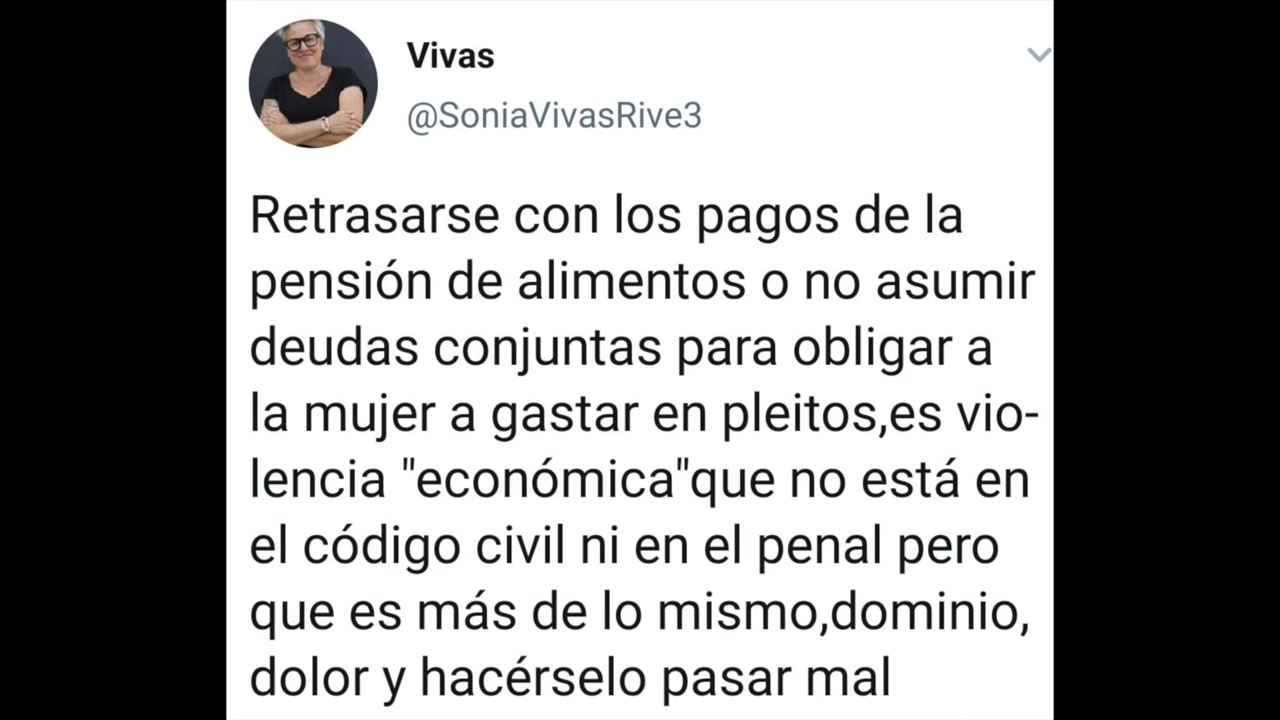 Vivas
@SoniaVivasRive3
Retrasarse con los pagos de la
pensión de alimentos o no asumir
deudas conjuntas para obligar a
la mujer a gastar en pleitos,es vio-
lencia "económica"que no está en
el código civil ni en el penal pero
que es más de lo mismo,dominio,
dolor y hacérselo pasar mal